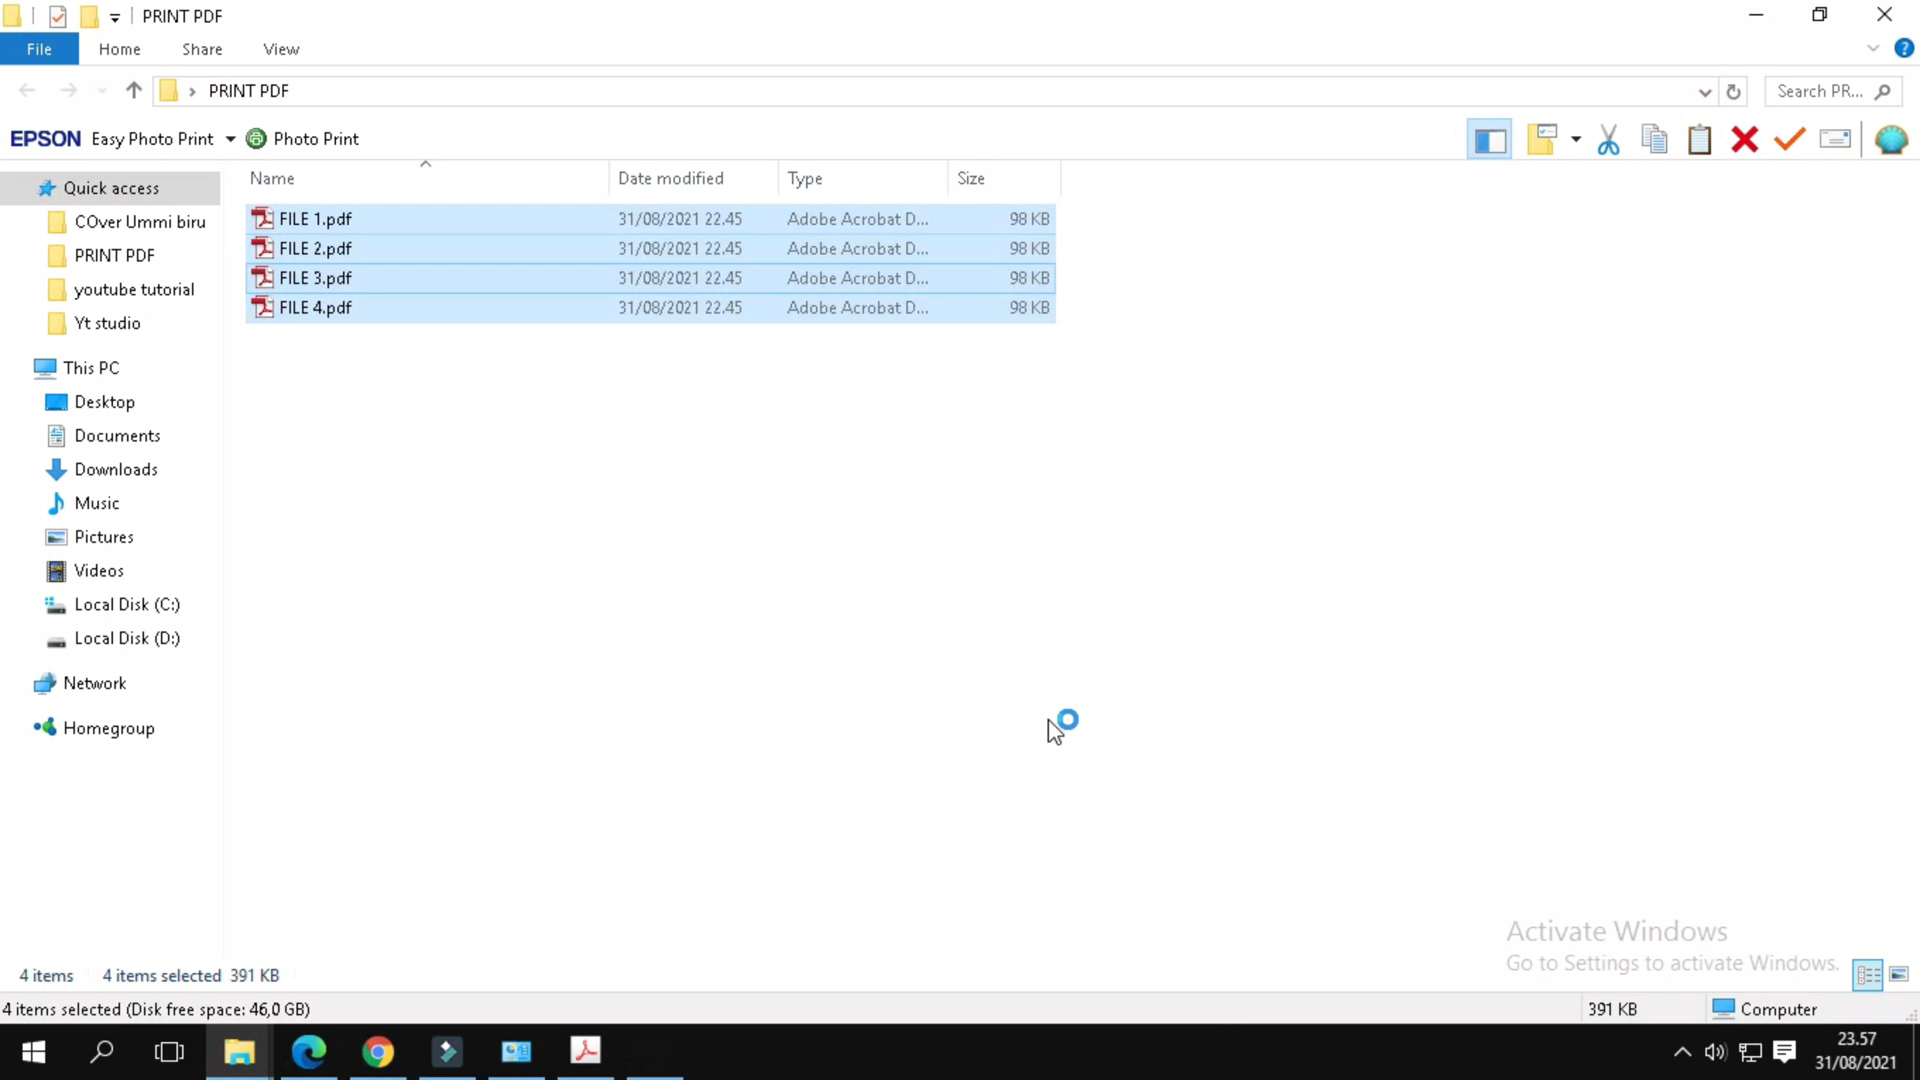 PRINT PDF
File Home Share View
PRINT PDF
Search PR...
EPSON Easy Photo Print Photo Print
Name Date modified Type Size
Quick access
COver Ummi biru
PRINT PDF
youtube tutorial
Yt studio
This PC
Desktop
Documents
Downloads
Music
Pictures
Videos
Local Disk (C:)
Local Disk (D:)
Network
Homegroup
FILE 1.pdf 31/08/2021 22.45 Adobe Acrobat D... 98 KB
FILE 2.pdf 31/08/2021 22.45 Adobe Acrobat D... 98 KB
FILE 3.pdf 31/08/2021 22.45 Adobe Acrobat D... 98 KB
FILE 4.pdf 31/08/2021 22.45 Adobe Acrobat D... 98 KB
Activate Windows
Go to Settings to activate Windows.
4 items 4 items selected 391 KB
4 items selected (Disk free space: 46,0 GB) 391 KB Computer
23.57
31/08/2021